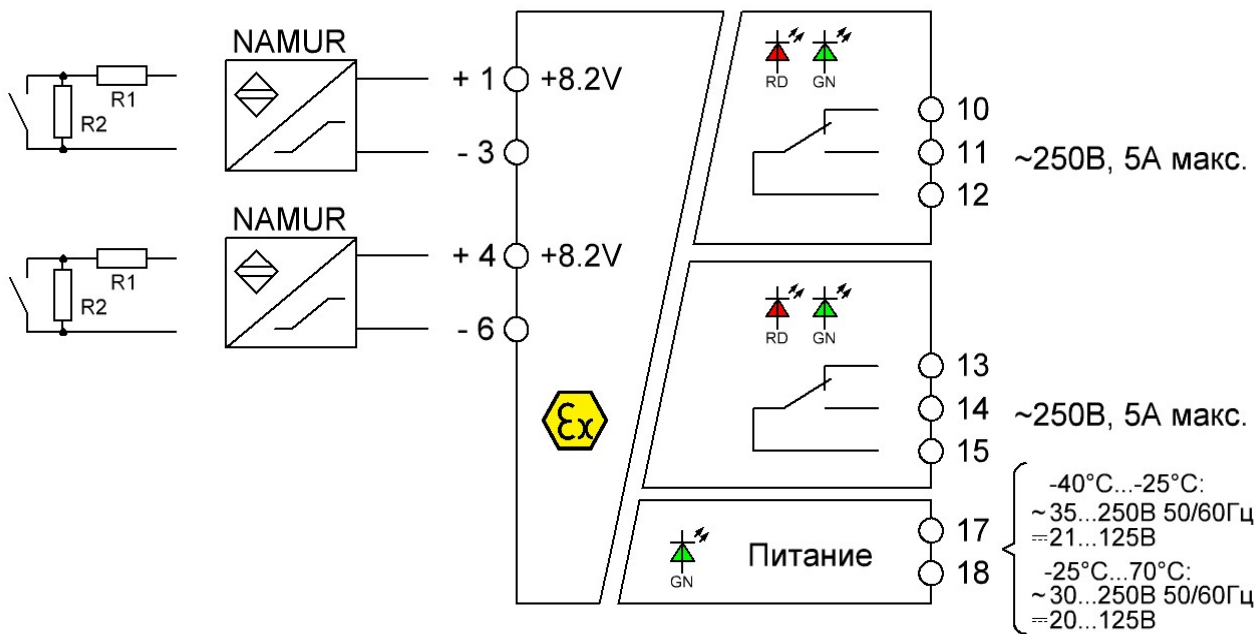 NAMUR
R1
R2
+ 1
+8.2V
- 3
NAMUR
R1
R2
+ 4
+8.2V
- 6
Ex
RD GN
10
11
12
~250В, 5А макс.
RD GN
13
14
15
~250В, 5А макс.
GN
Питание
17
18
-40°C...-25°C:
~35...250В 50/60Гц
⎓21...125В
-25°C...70°C:
~30...250В 50/60Гц
⎓20...125В